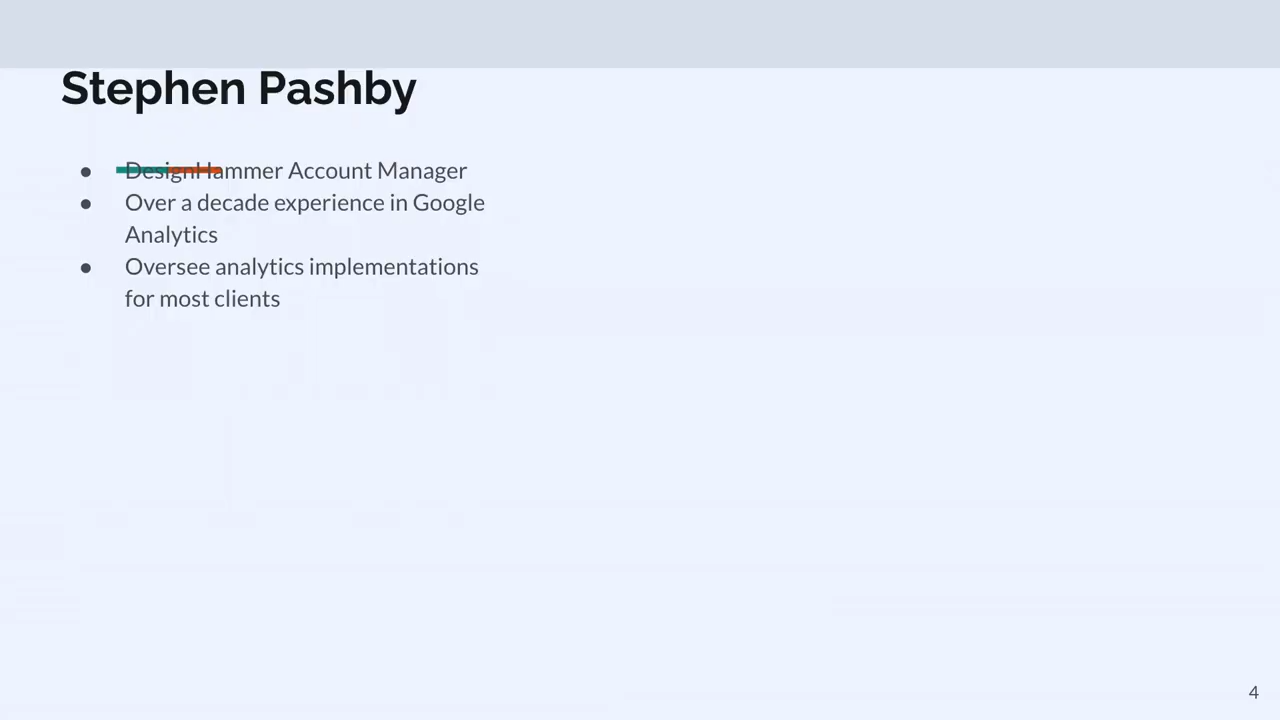 Stephen Pashby
● DesignHammer Account Manager
● Over a decade experience in Google
Analytics
● Oversee analytics implementations
for most clients
4